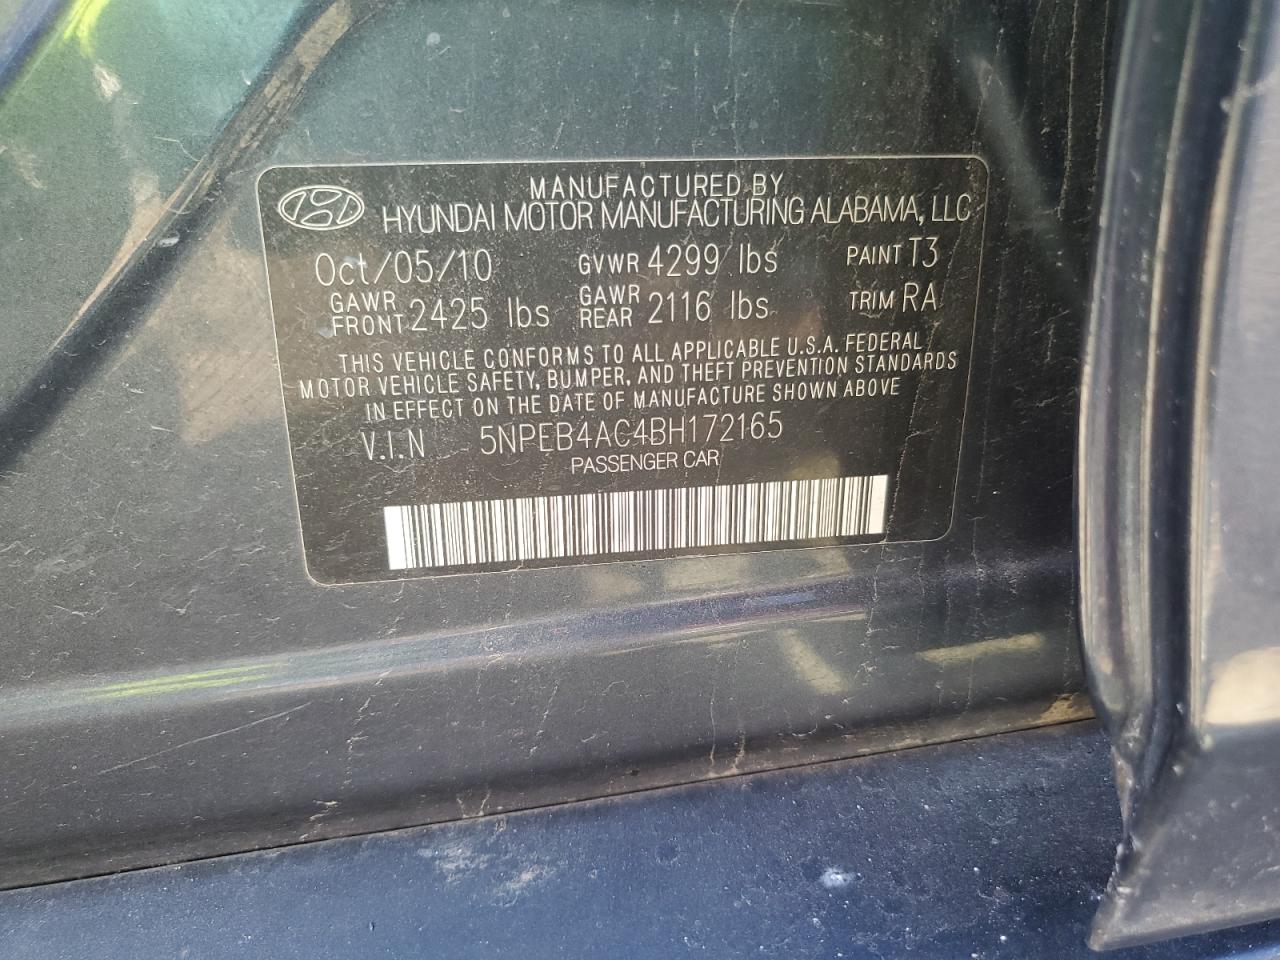 MANUFACTURED BY
HYUNDAI MOTOR MANUFACTURING ALABAMA, LLC
Oct/05/10 GVWR 4299 lbs PAINT T3
GAWR FRONT 2425 lbs GAWR REAR 2116 lbs TRIM RA
THIS VEHICLE CONFORMS TO ALL APPLICABLE U.S.A. FEDERAL
MOTOR VEHICLE SAFETY, BUMPER, AND THEFT PREVENTION STANDARDS
IN EFFECT ON THE DATE OF MANUFACTURE SHOWN ABOVE
V.I.N 5NPEB4AC4BH172165
PASSENGER CAR